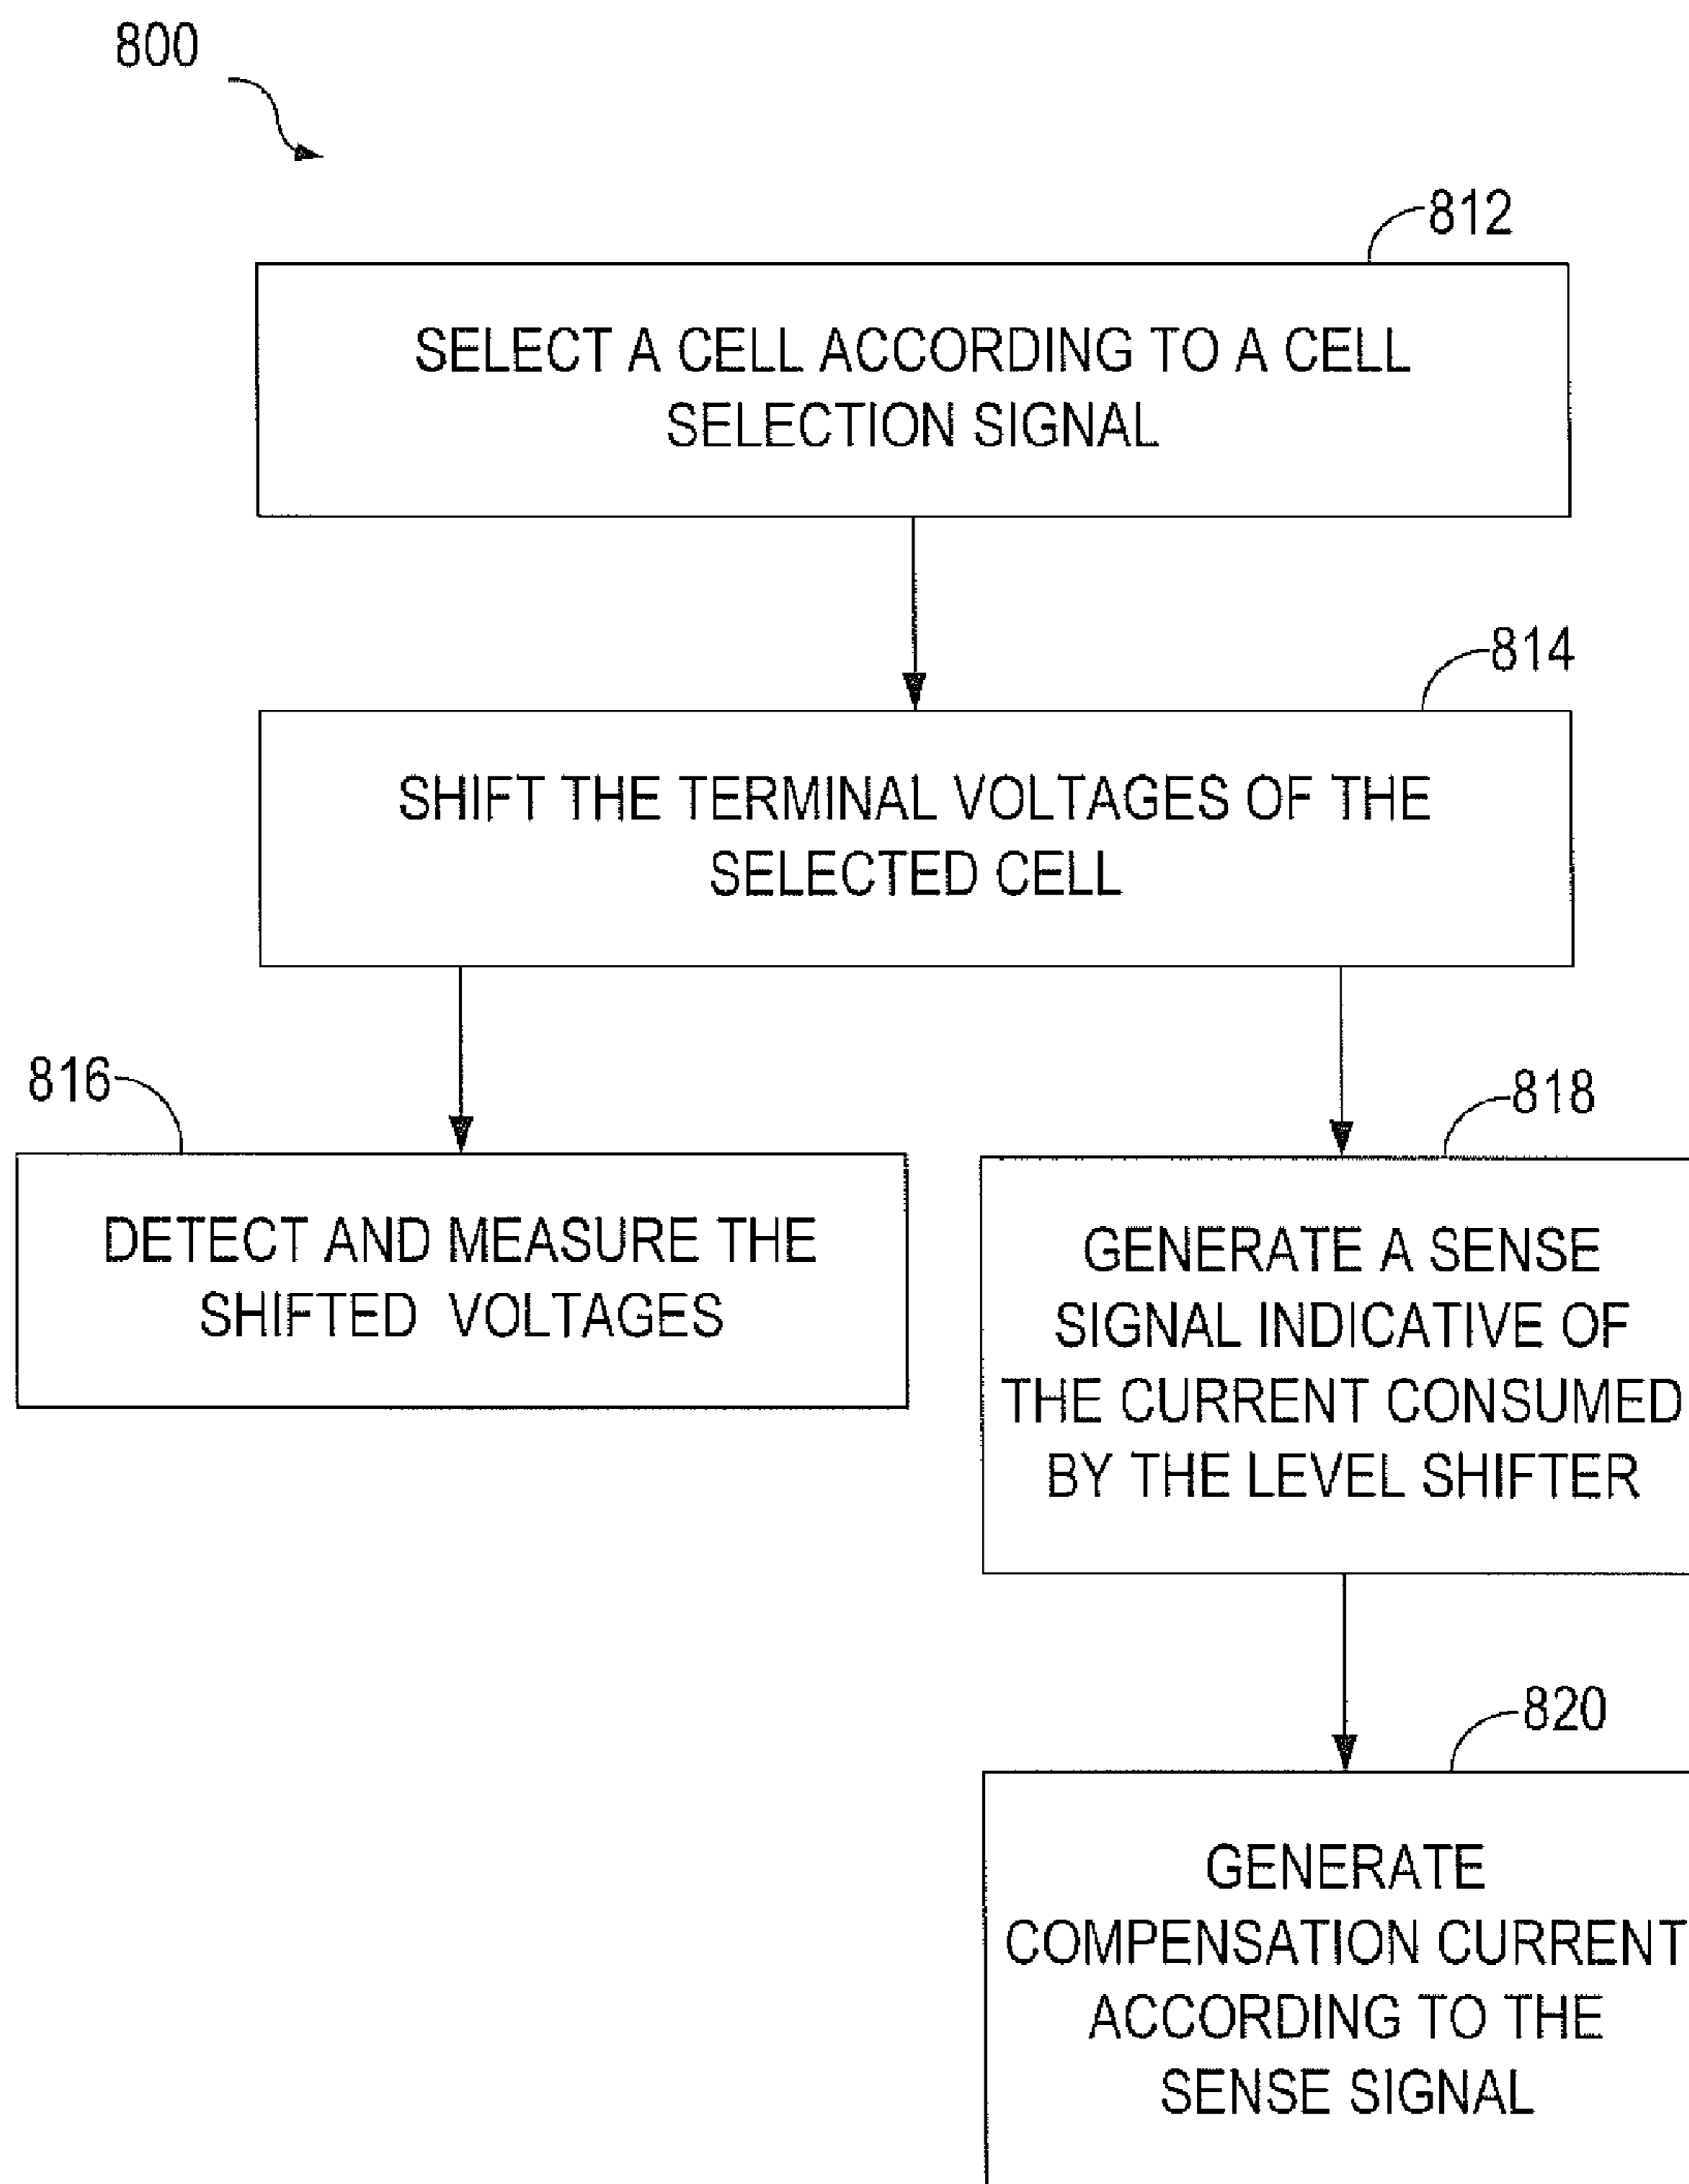 800
812
SELECT A CELL ACCORDING TO A CELL
SELECTION SIGNAL
814
SHIFT THE TERMINAL VOLTAGES OF THE
SELECTED CELL
816
DETECT AND MEASURE THE
SHIFTED VOLTAGES
818
GENERATE A SENSE
SIGNAL INDICATIVE OF
THE CURRENT CONSUMED
BY THE LEVEL SHIFTER
820
GENERATE
COMPENSATION CURRENT
ACCORDING TO THE
SENSE SIGNAL